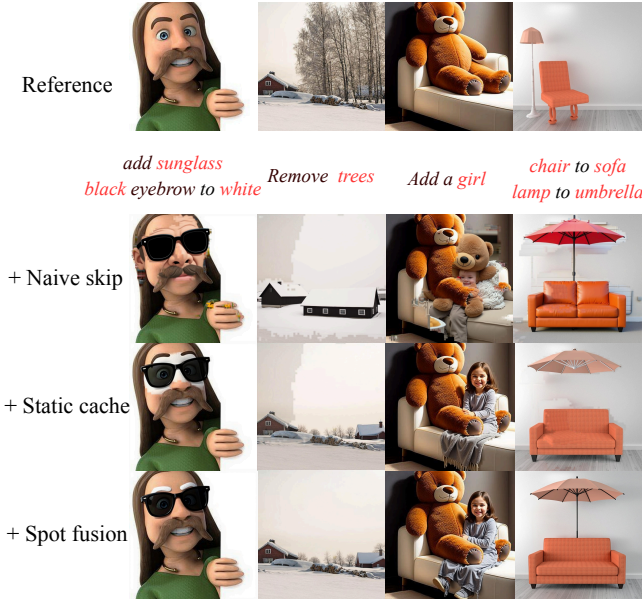 Reference
add sunglass
black eyebrow to white
Remove trees
Add a girl
chair to sofa
lamp to umbrella
+ Naive skip
+ Static cache
+ Spot fusion